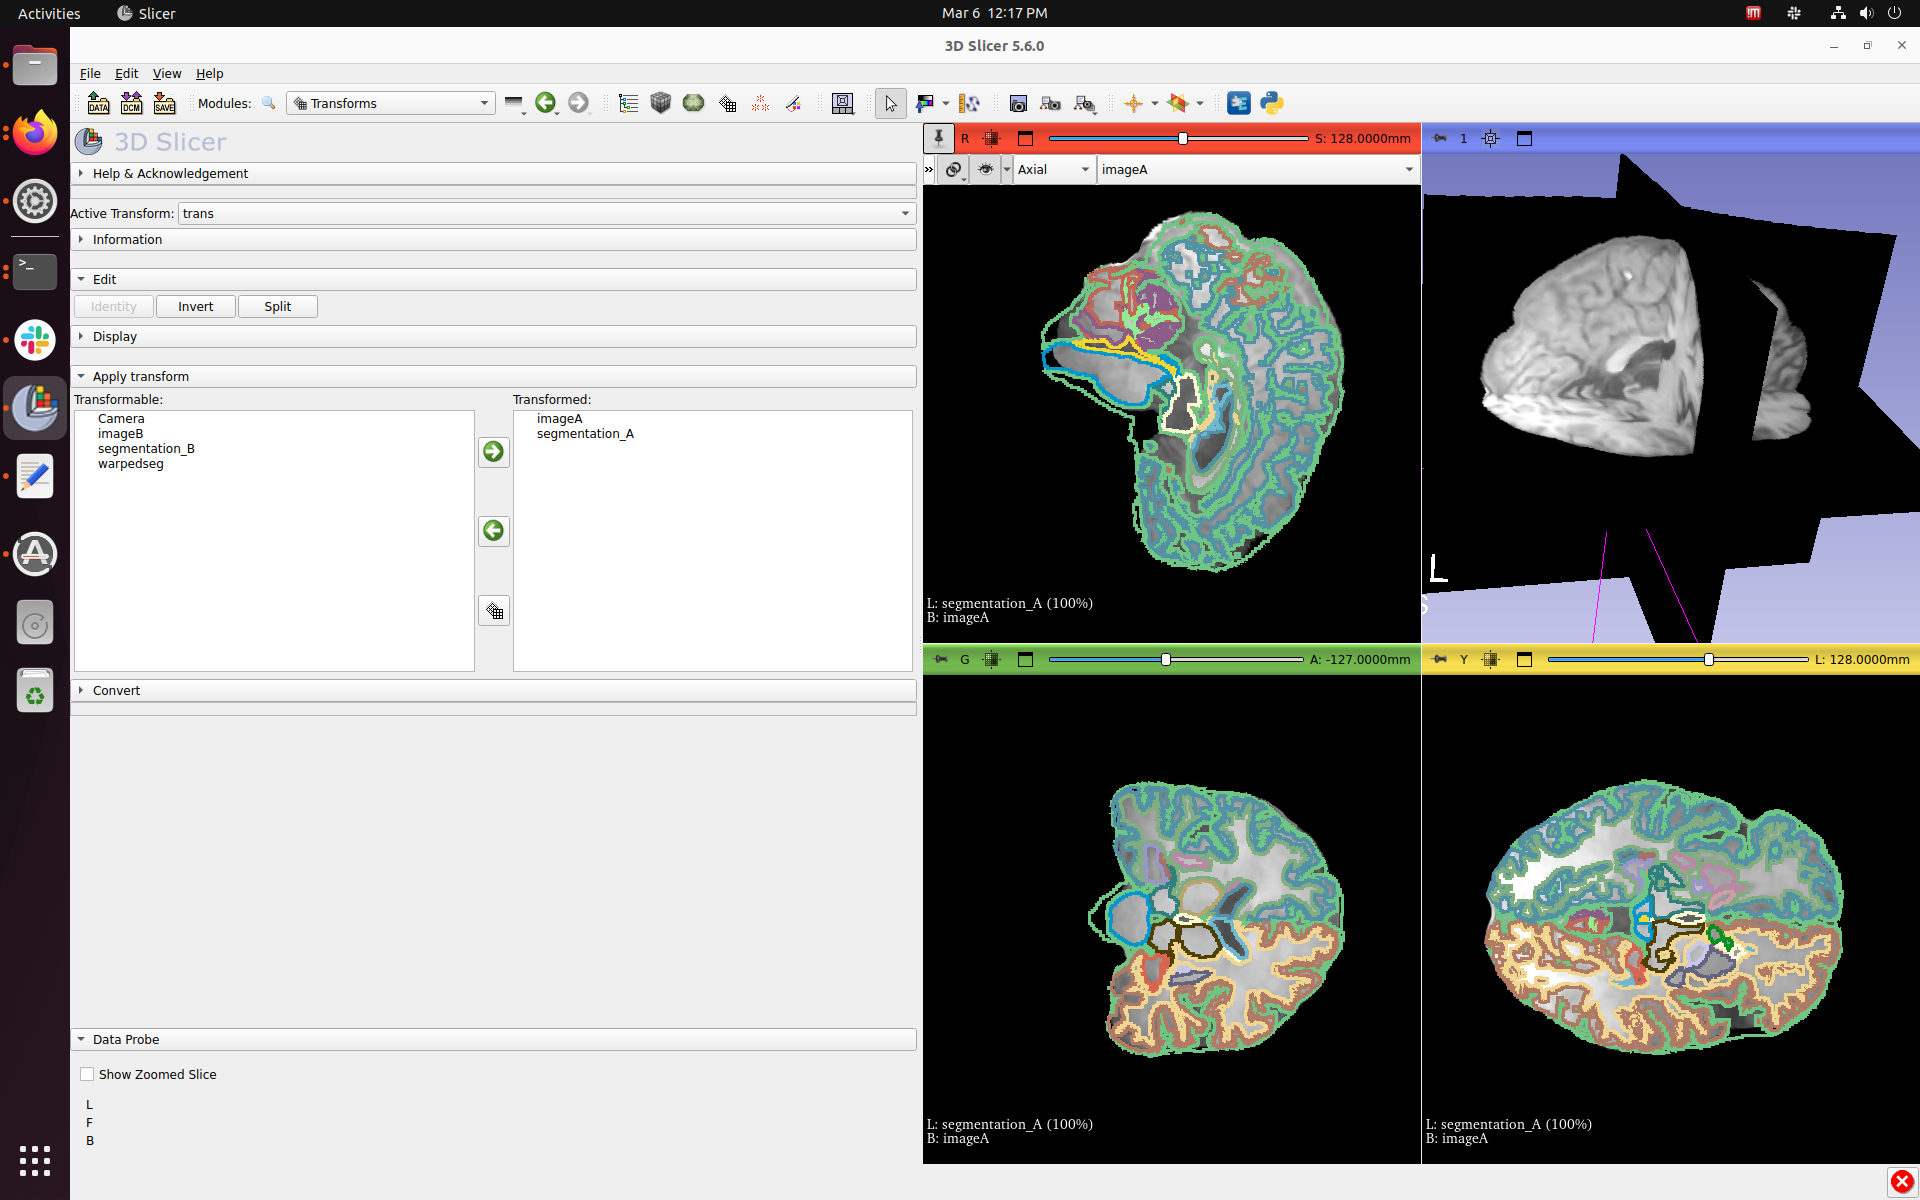 Activities
Slicer
Mar 6 12:17 PM
3D Slicer 5.6.0
File Edit View Help
DATA DCM SAVE Modules: Transforms
3D Slicer
Help & Acknowledgement
Active Transform: trans
Information
Edit
Identity Invert Split
Display
Apply transform
Transformable: Transformed:
Camera
imageB
segmentation_B
warpedseg
imageA
segmentation_A
Convert
Data Probe
Show Zoomed Slice
L
F
B
R S: 128.0000mm
Axial imageA
L: segmentation_A (100%)
B: imageA
1
L
G A: -127.0000mm
L: segmentation_A (100%)
B: imageA
Y L: 128.0000mm
L: segmentation_A (100%)
B: imageA